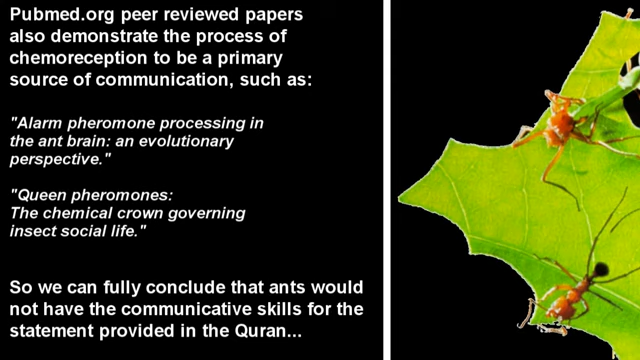 Pubmed.org peer reviewed papers
also demonstrate the process of
chemoreception to be a primary
source of communication, such as:
"Alarm pheromone processing in
the ant brain: an evolutionary
perspective."
"Queen pheromones:
The chemical crown governing
insect social life."
So we can fully conclude that ants would
not have the communicative skills for the
statement provided in the Quran...